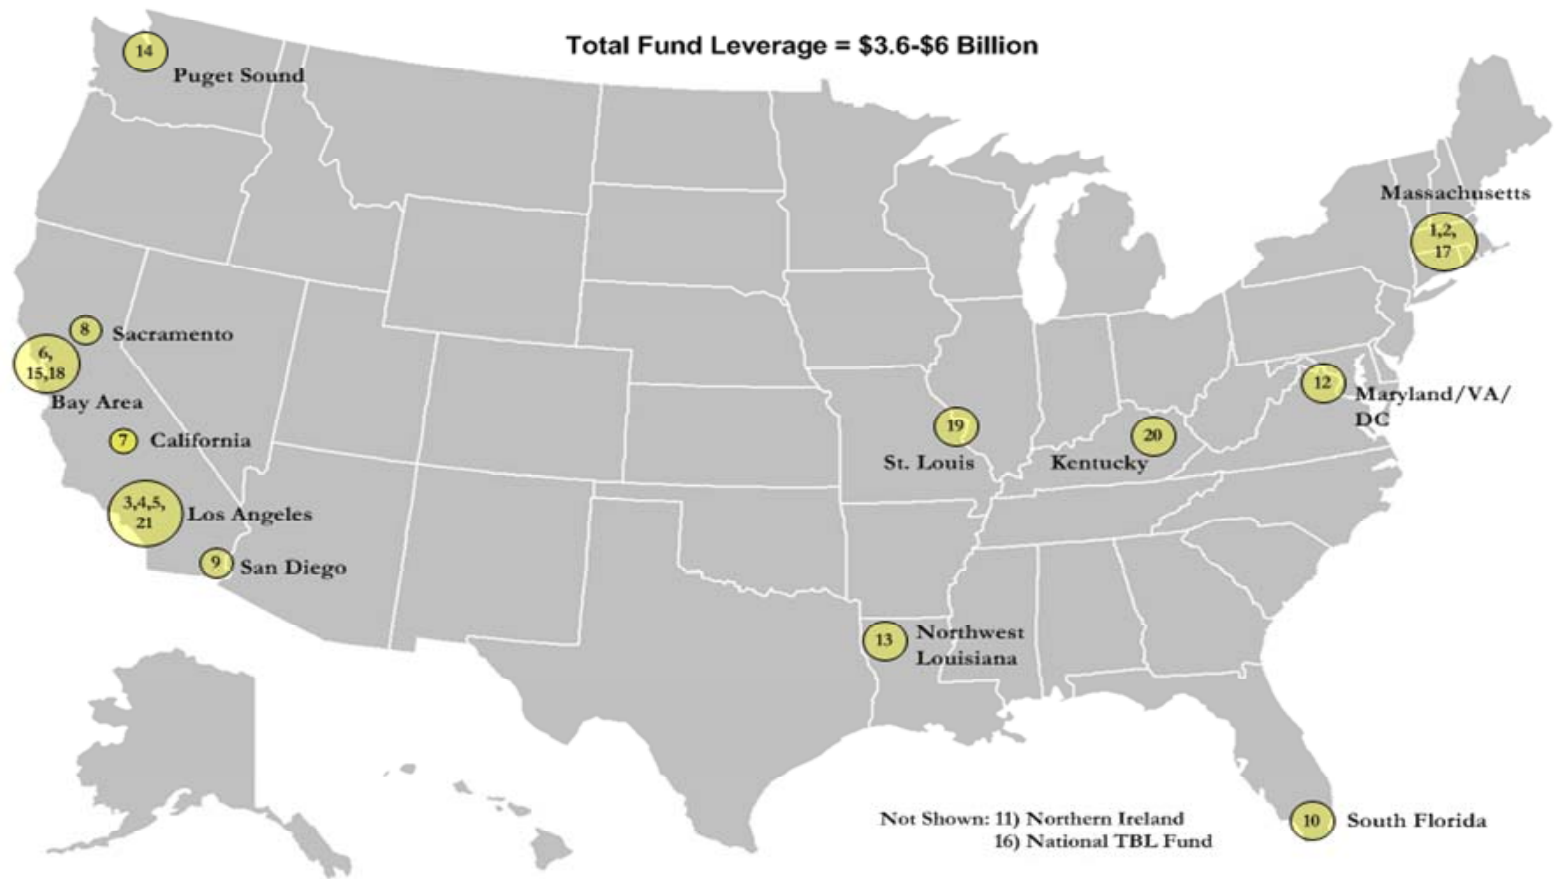 Total Fund Leverage = $3.6-$6 Billion
14
Puget Sound
Massachusetts
1,2,
17
8
Sacramento
6,
15,18
Bay Area
7
California
12
Maryland/VA/
DC
19
St. Louis
20
Kentucky
3,4,5,
21
Los Angeles
9
San Diego
13
Northwest
Louisiana
10
South Florida
Not Shown: 11) Northern Ireland
16) National TBL Fund